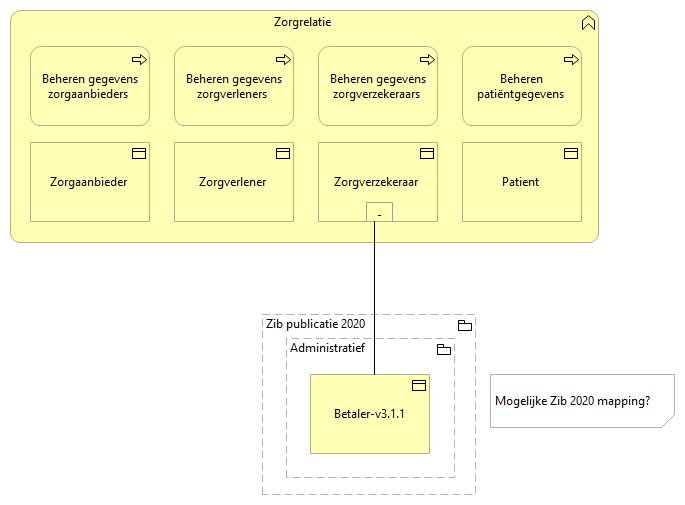 Zorgrelatie
Beheren gegevens
zorgaanbieders
Beheren gegevens
zorgverleners
Beheren gegevens
zorgverzekeraars
Beheren
patiëntgegevens
Zorgaanbieder
Zorgverlener
Zorgverzekeraar
Patient
-
Zib publicatie 2020
Administratief
Betaler-v3.1.1
Mogelijke Zib 2020 mapping?